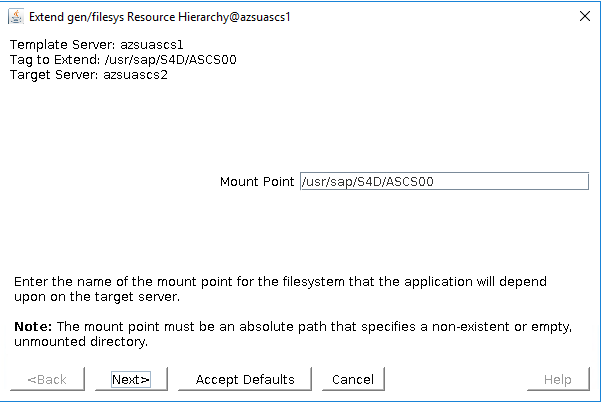 Extend gen/filesys Resource Hierarchy@azsuascs1
Template Server: azsuascs1
Tag to Extend: /usr/sap/S4D/ASCS00
Target Server: azsuascs2
Mount Point /usr/sap/S4D/ASCS00
Enter the name of the mount point for the filesystem that the application will depend
upon on the target server.
Note: The mount point must be an absolute path that specifies a non-existent or empty,
unmounted directory.
<Back Next> Accept Defaults Cancel Help